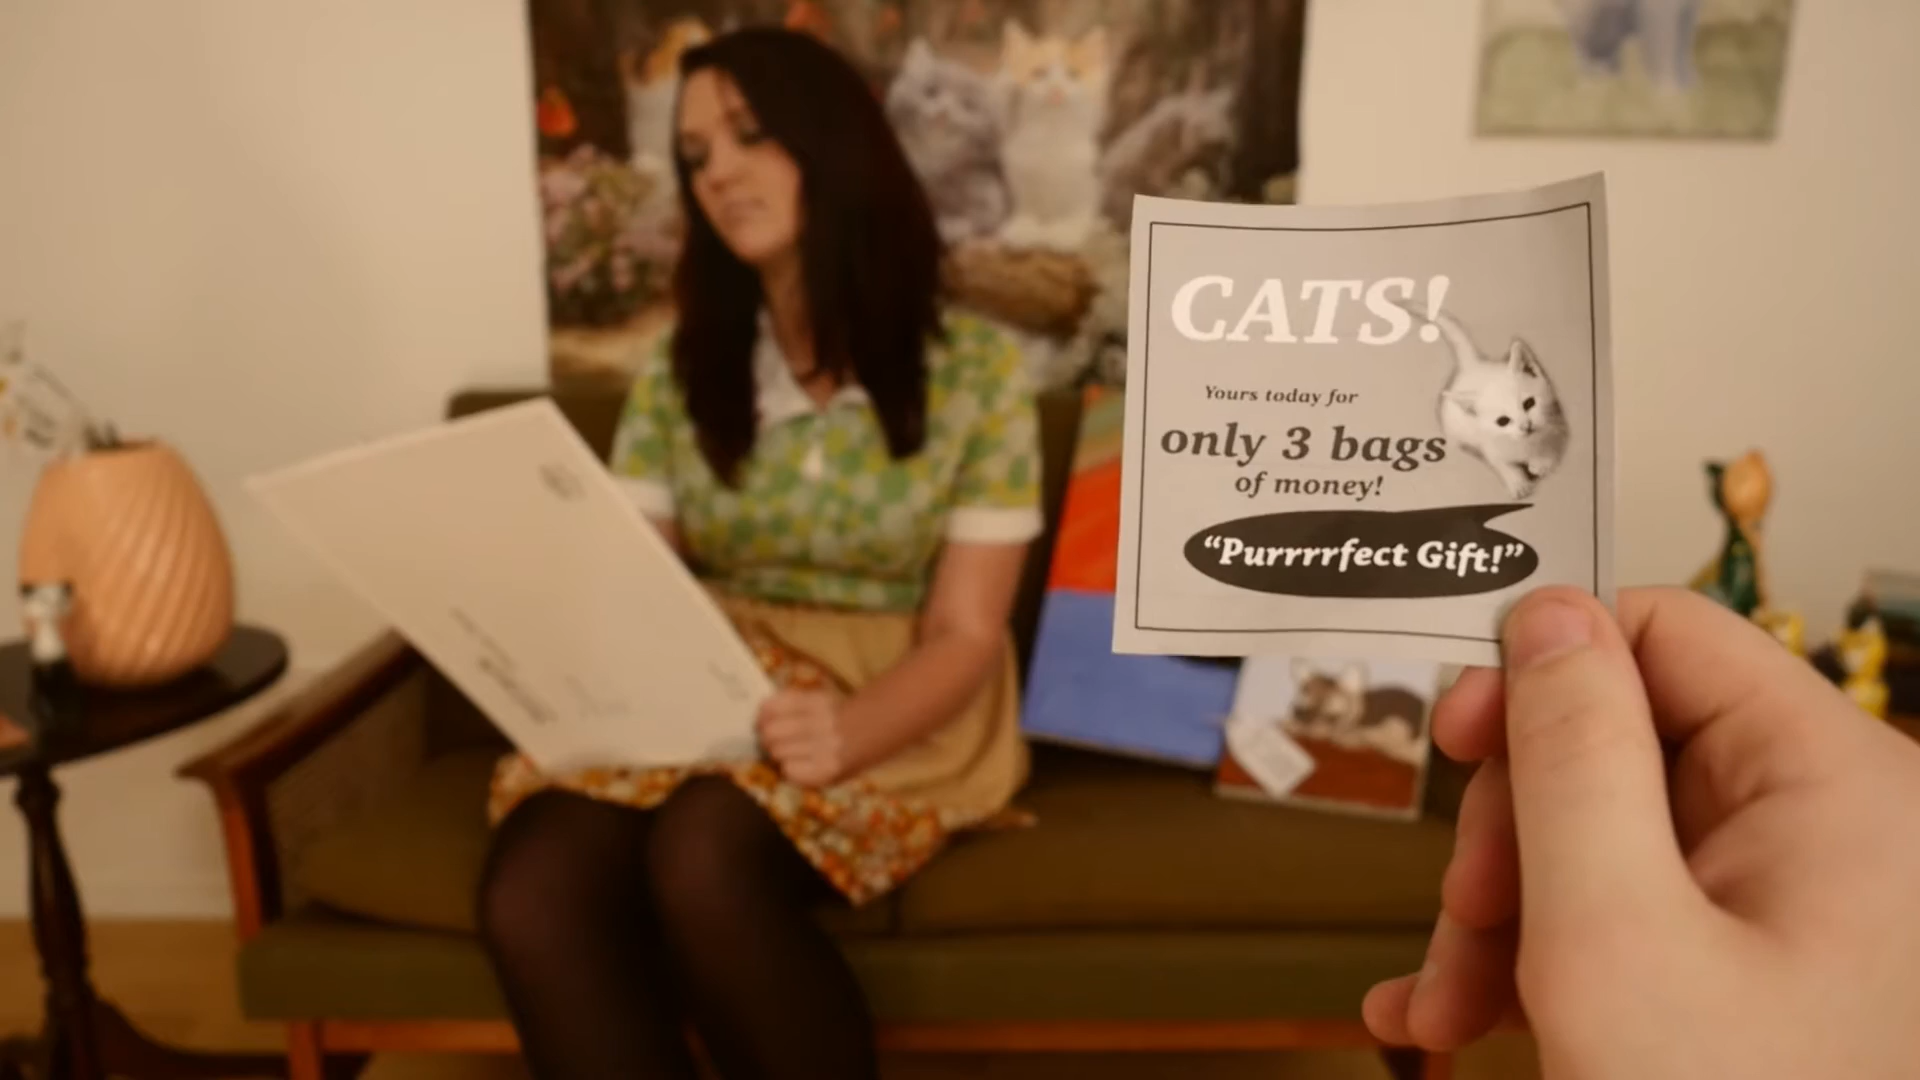 CATS!
Yours today for
only 3 bags
of money!
“Purrrrfect Gift!”